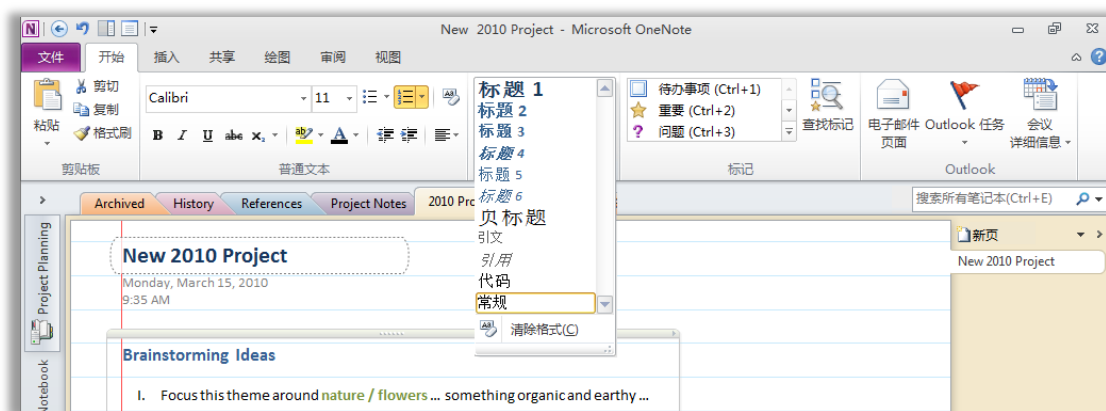 New 2010 Project - Microsoft OneNote
文件 开始 插入 共享 绘图 审阅 视图
粘贴
剪切
复制
格式刷
剪贴板
Calibri 11
B I U abc X₂ ab A
普通文本
标题 1
标题 2
标题 3
标题 4
标题 5
标题 6
页标题
引文
引用
代码
常规
清除格式(C)
待办事项 (Ctrl+1)
重要 (Ctrl+2)
问题 (Ctrl+3)
查找标记
标记
电子邮件页面
Outlook 任务
会议
详细信息
Outlook
Archived History References Project Notes 2010 Pro
搜索所有笔记本(Ctrl+E)
Project Planning
Notebook
新页
New 2010 Project
New 2010 Project
Monday, March 15, 2010
9:35 AM
Brainstorming Ideas
I. Focus this theme around nature / flowers ... something organic and earthy ...